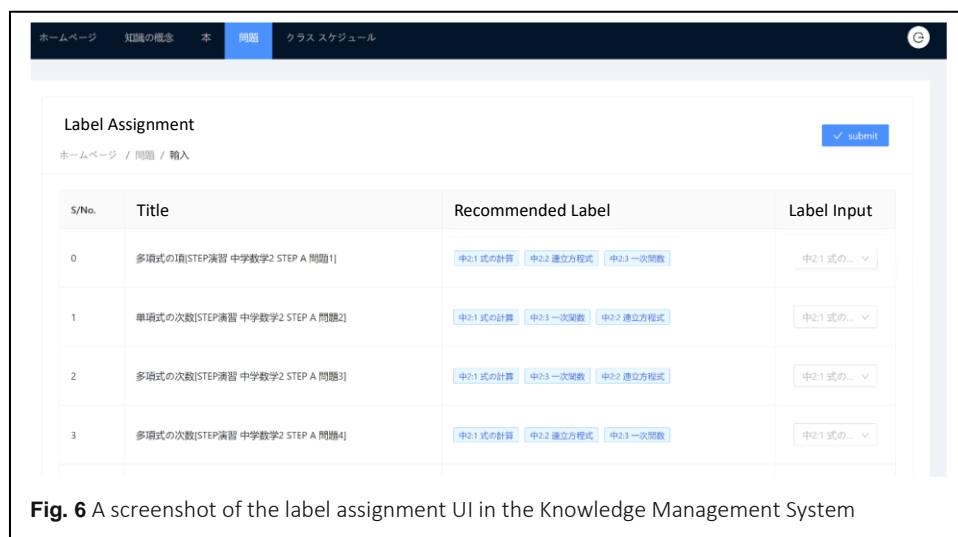 ホームページ 知識の概念 本 問題 クラス スケジュール
Label Assignment
✓ submit
ホームページ / 問題 / 輸入
S/No. Title Recommended Label Label Input
0 多項式の項[STEP演習 中学数学2 STEP A 問題1] 中2:1 式の計算 中2:2 連立方程式 中2:3 一次関数 中2:1 式の...
1 単項式の次数[STEP演習 中学数学2 STEP A 問題2] 中2:1 式の計算 中2:3 一次関数 中2:2 連立方程式 中2:1 式の...
2 多項式の次数[STEP演習 中学数学2 STEP A 問題3] 中2:1 式の計算 中2:3 一次関数 中2:2 連立方程式 中2:1 式の...
3 多項式の次数[STEP演習 中学数学2 STEP A 問題4] 中2:1 式の計算 中2:2 連立方程式 中2:3 一次関数 中2:1 式の...
Fig. 6 A screenshot of the label assignment UI in the Knowledge Management System